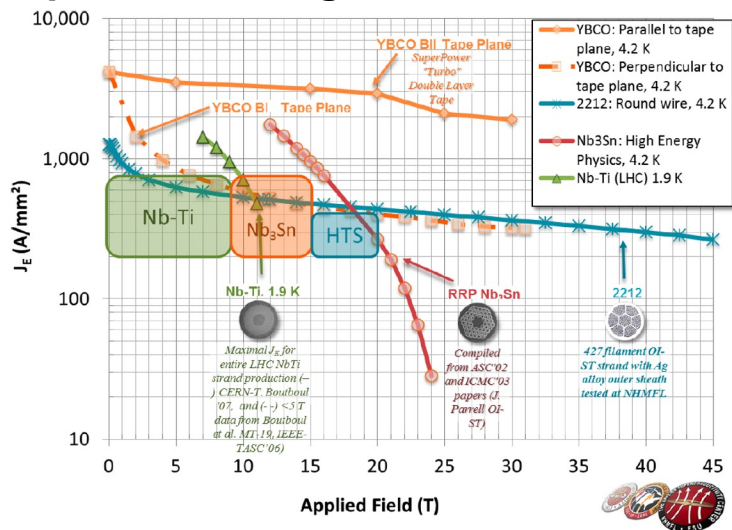 10,000
1,000
100
10
J_E (A/mm²)
0
5
10
15
20
25
30
35
40
45
Applied Field (T)
YBCO: Parallel to tape
plane, 4.2 K
YBCO: Perpendicular to
tape plane, 4.2 K
2212: Round wire, 4.2 K
Nb3Sn: High Energy
Physics, 4.2 K
Nb-Ti (LHC) 1.9 K
YBCO BII Tape Plane
SuperPower
"Turbo"
Double Layer
Tape
YBCO B Tape Plane
Nb-Ti
Nb₃Sn
HTS
Nb-Ti, 1.9 K
Maximal J_E for
entire LHC NbTi
strand production (–
) CERN-T. Boutboul
'07, and (- -) <5 T
data from Boutboul
et al. MT-19, IEEE-
TASC'06)
RRP Nb₃Sn
Compiled
from ASC'02
and ICMC'03
papers (J.
Parrell OI-
ST)
2212
427 filament OI-
ST strand with Ag
alloy outer sheath
tested at NHMFL